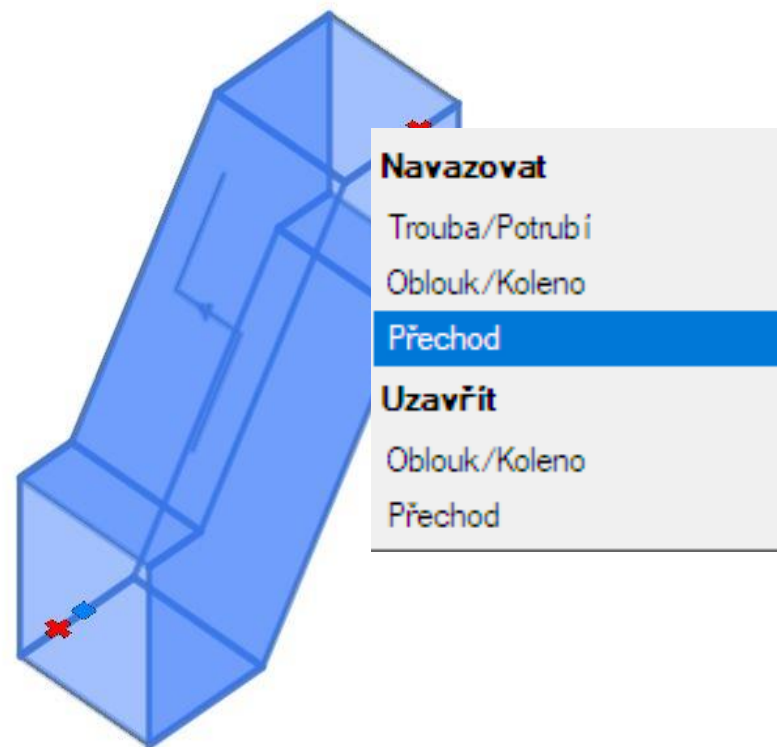 Navazovat
Trouba/Potrubí
Oblouk/Koleno
Přechod
Uzavřít
Oblouk/Koleno
Přechod